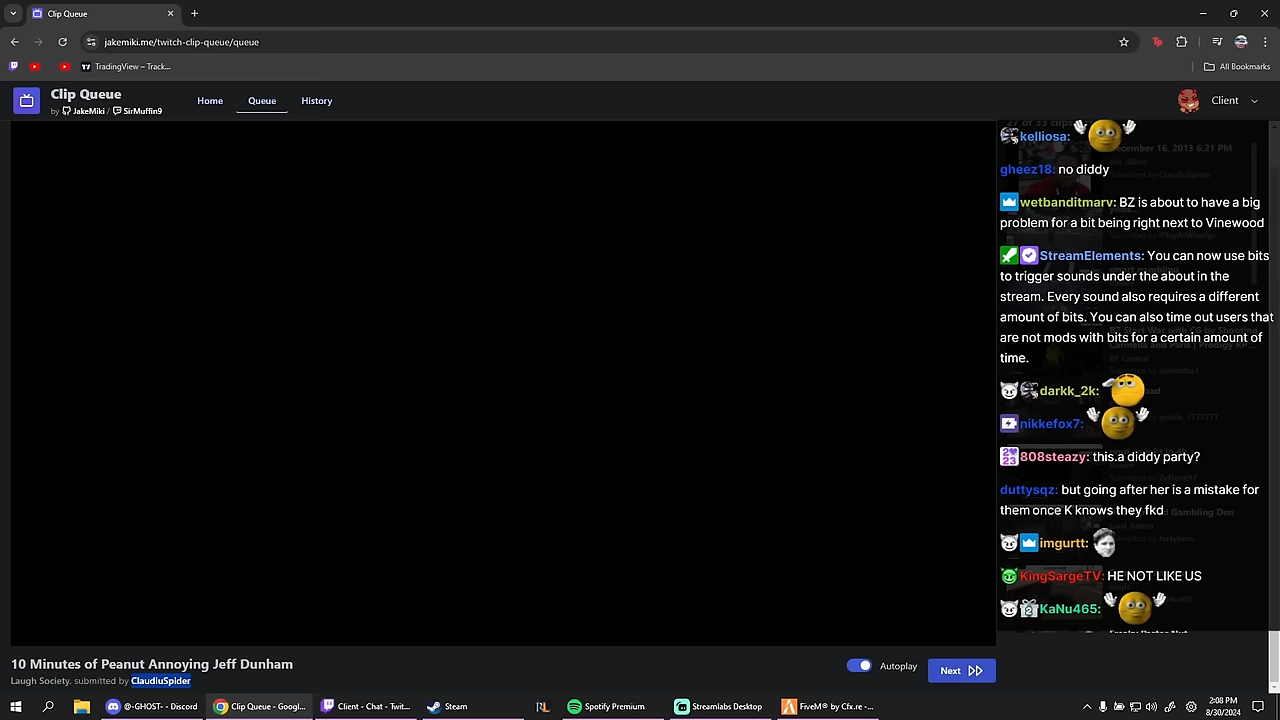 Clip Queue
jakemiki.me/twitch-clip-queue/queue
TradingView – Track...
All Bookmarks
Clip Queue
by JakeMiki / SirMuffin9
Home
Queue
History
Client
kelliosa:
December 16, 2013 6:21 PM
gheez18: no diddy
wetbanditmarv: BZ is about to have a big
problem for a bit being right next to Vinewood
StreamElements: You can now use bits
to trigger sounds under the about in the
stream. Every sound also requires a different
amount of bits. You can also time out users that
are not mods with bits for a certain amount of
time.
darkk_2k:
nikkefox7:
808steazy: this.a diddy party?
duttysqz: but going after her is a mistake for
them once K knows they fkd
imgurtt:
KingSargeTV: HE NOT LIKE US
KaNu465:
10 Minutes of Peanut Annoying Jeff Dunham
Laugh Society, submitted by ClaudiuSpider
Autoplay
Next
@-GHOST- - Discord
Clip Queue - Googl...
Client - Chat - Twit...
Steam
Spotify Premium
Streamlabs Desktop
FiveM® by Cfx.re -...
2:08 PM
8/30/2024